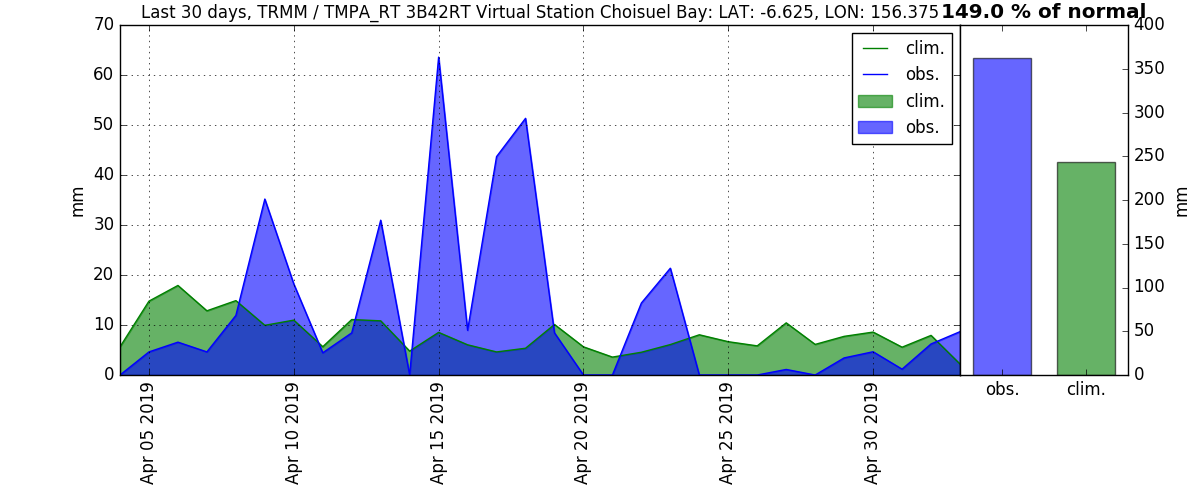 Last 30 days, TRMM / TMPA_RT 3B42RT Virtual Station Choisuel Bay: LAT: -6.625, LON: 156.375
149.0 % of normal
70
60
50
40
30
20
10
0
mm
clim.
obs.
clim.
obs.
Apr 05 2019
Apr 10 2019
Apr 15 2019
Apr 20 2019
Apr 25 2019
Apr 30 2019
400
350
300
250
200
150
100
50
0
mm
obs.
clim.